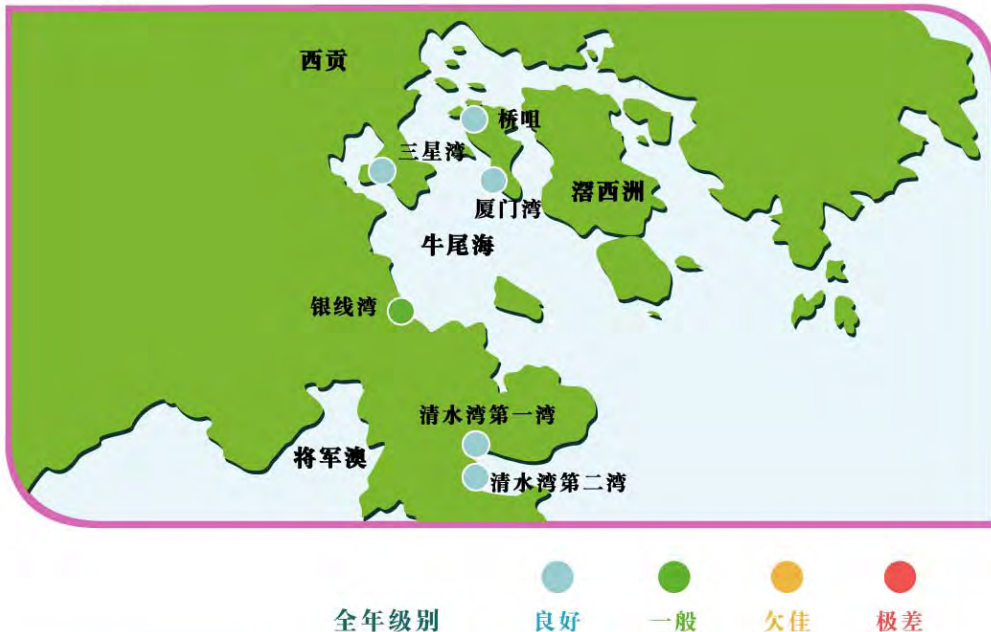 西贡
桥咀
三星湾
滘西洲
厦门湾
牛尾海
银线湾
清水湾第一湾
将军澳
清水湾第二湾
全年级别
良好
一般
欠佳
极差